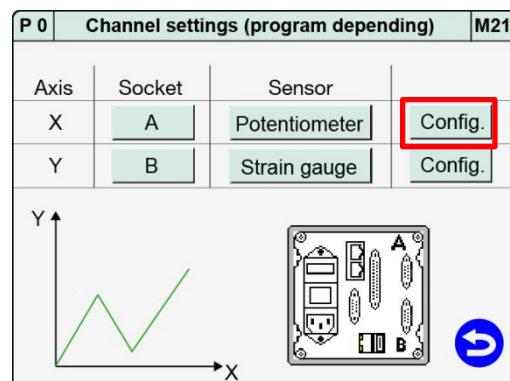 P 0 Channel settings (program depending) M21
Axis Socket Sensor
X A Potentiometer Config.
Y B Strain gauge Config.
Y
A
B
X